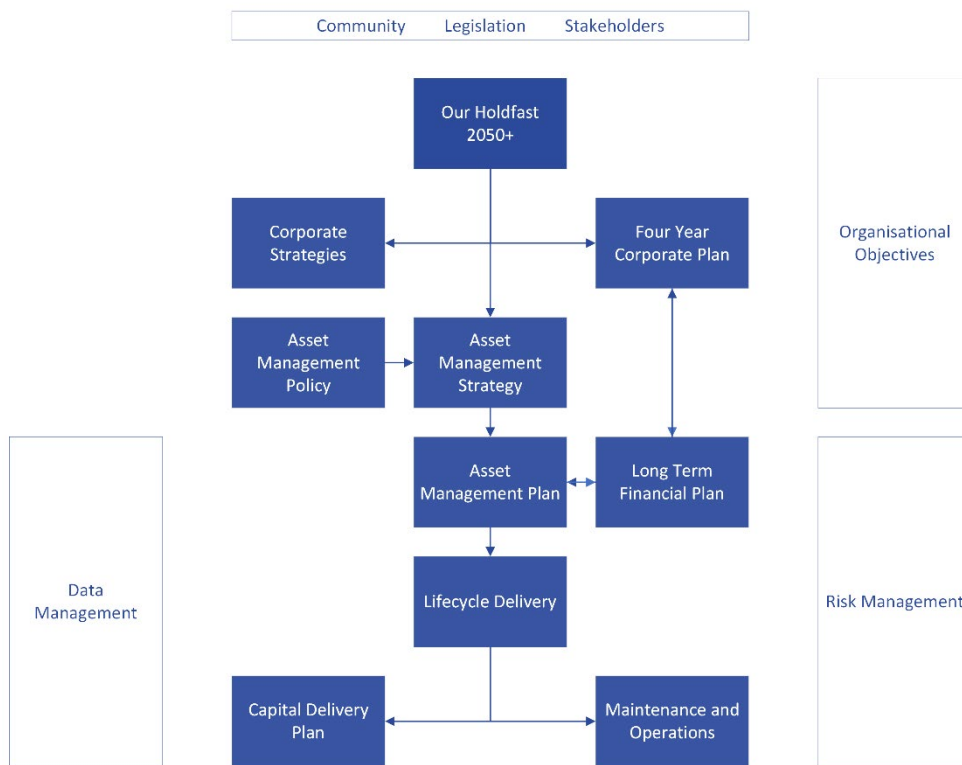 Community Legislation Stakeholders
Our Holdfast
2050+
Corporate
Strategies
Four Year
Corporate Plan
Organisational
Objectives
Asset
Management
Policy
Asset
Management
Strategy
Asset
Management Plan
Long Term
Financial Plan
Data
Management
Lifecycle Delivery
Risk Management
Capital Delivery
Plan
Maintenance and
Operations